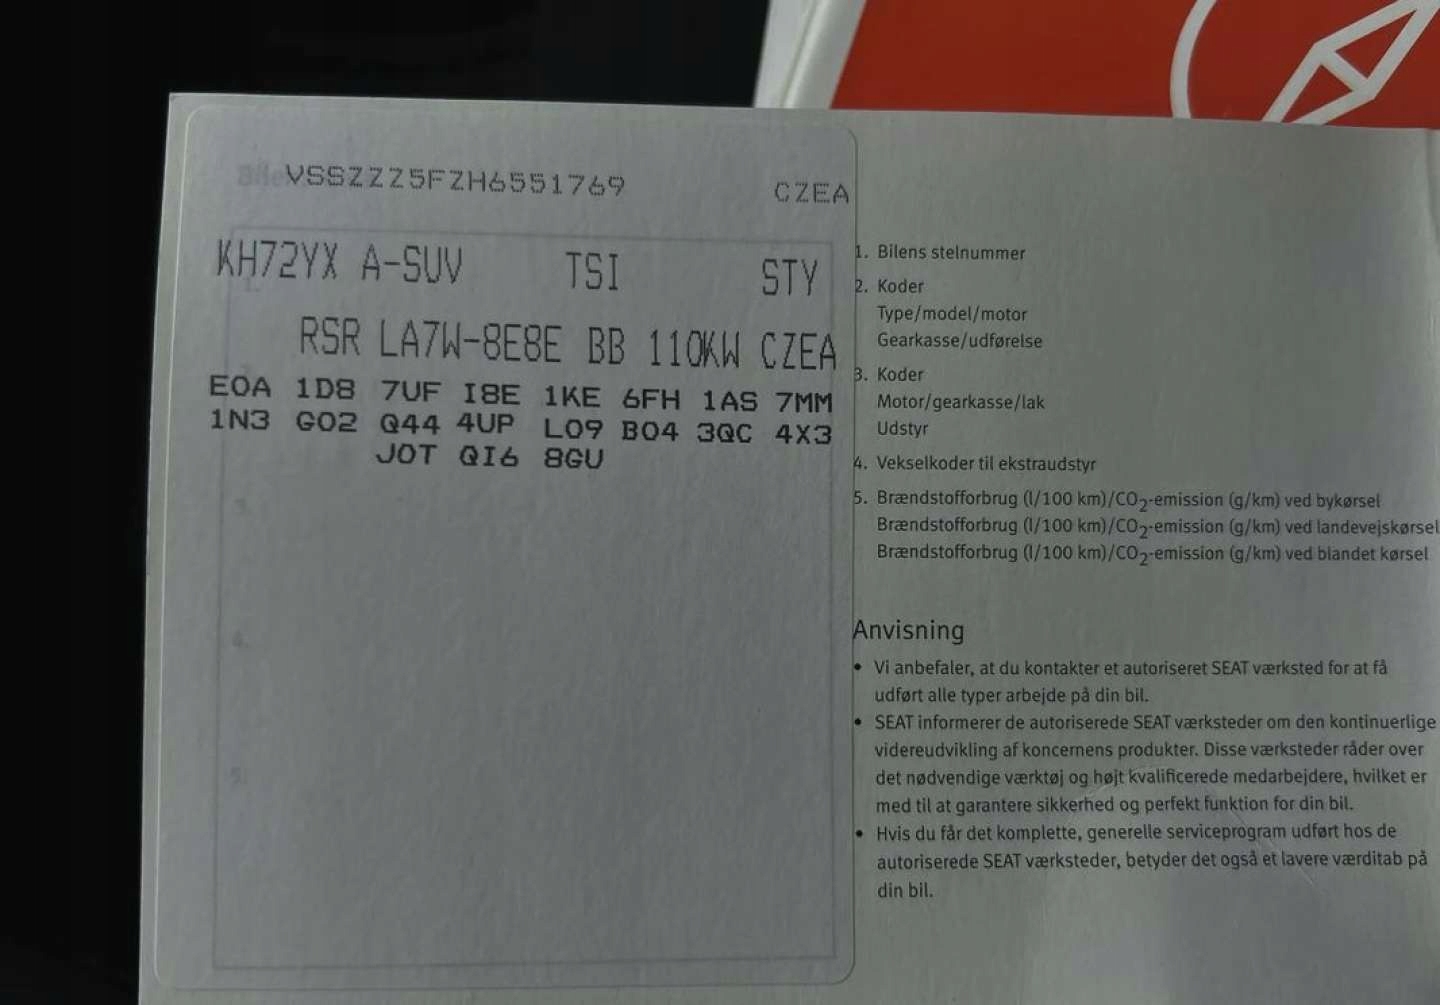 VSSZZZ5FZH6551769 CZEA
KH72YX A-SUV TSI STY
RSR LA7W-8E8E BB 110KW CZEA
E0A 1D8 7UF I8E 1KE 6FH 1AS 7MM
1N3 G02 Q44 4UP L09 B04 3QC 4X3
J0T QI6 8GU
1. Bilens stelnummer
2. Koder
Type/model/motor
Gearkasse/udførelse
3. Koder
Motor/gearkasse/lak
Udstyr
4. Vekselkoder til ekstraudstyr
5. Brændstofforbrug (l/100 km)/CO2-emission (g/km) ved bykørsel
Brændstofforbrug (l/100 km)/CO2-emission (g/km) ved landevejskørsel
Brændstofforbrug (l/100 km)/CO2-emission (g/km) ved blandet kørsel
Anvisning
• Vi anbefaler, at du kontakter et autoriseret SEAT værksted for at få
udført alle typer arbejde på din bil.
• SEAT informerer de autoriserede SEAT værksteder om den kontinuerlige
videreudvikling af koncernens produkter. Disse værksteder råder over
det nødvendige værktøj og højt kvalificerede medarbejdere, hvilket er
med til at garantere sikkerhed og perfekt funktion for din bil.
• Hvis du får det komplette, generelle serviceprogram udført hos de
autoriserede SEAT værksteder, betyder det også et lavere værditab på
din bil.